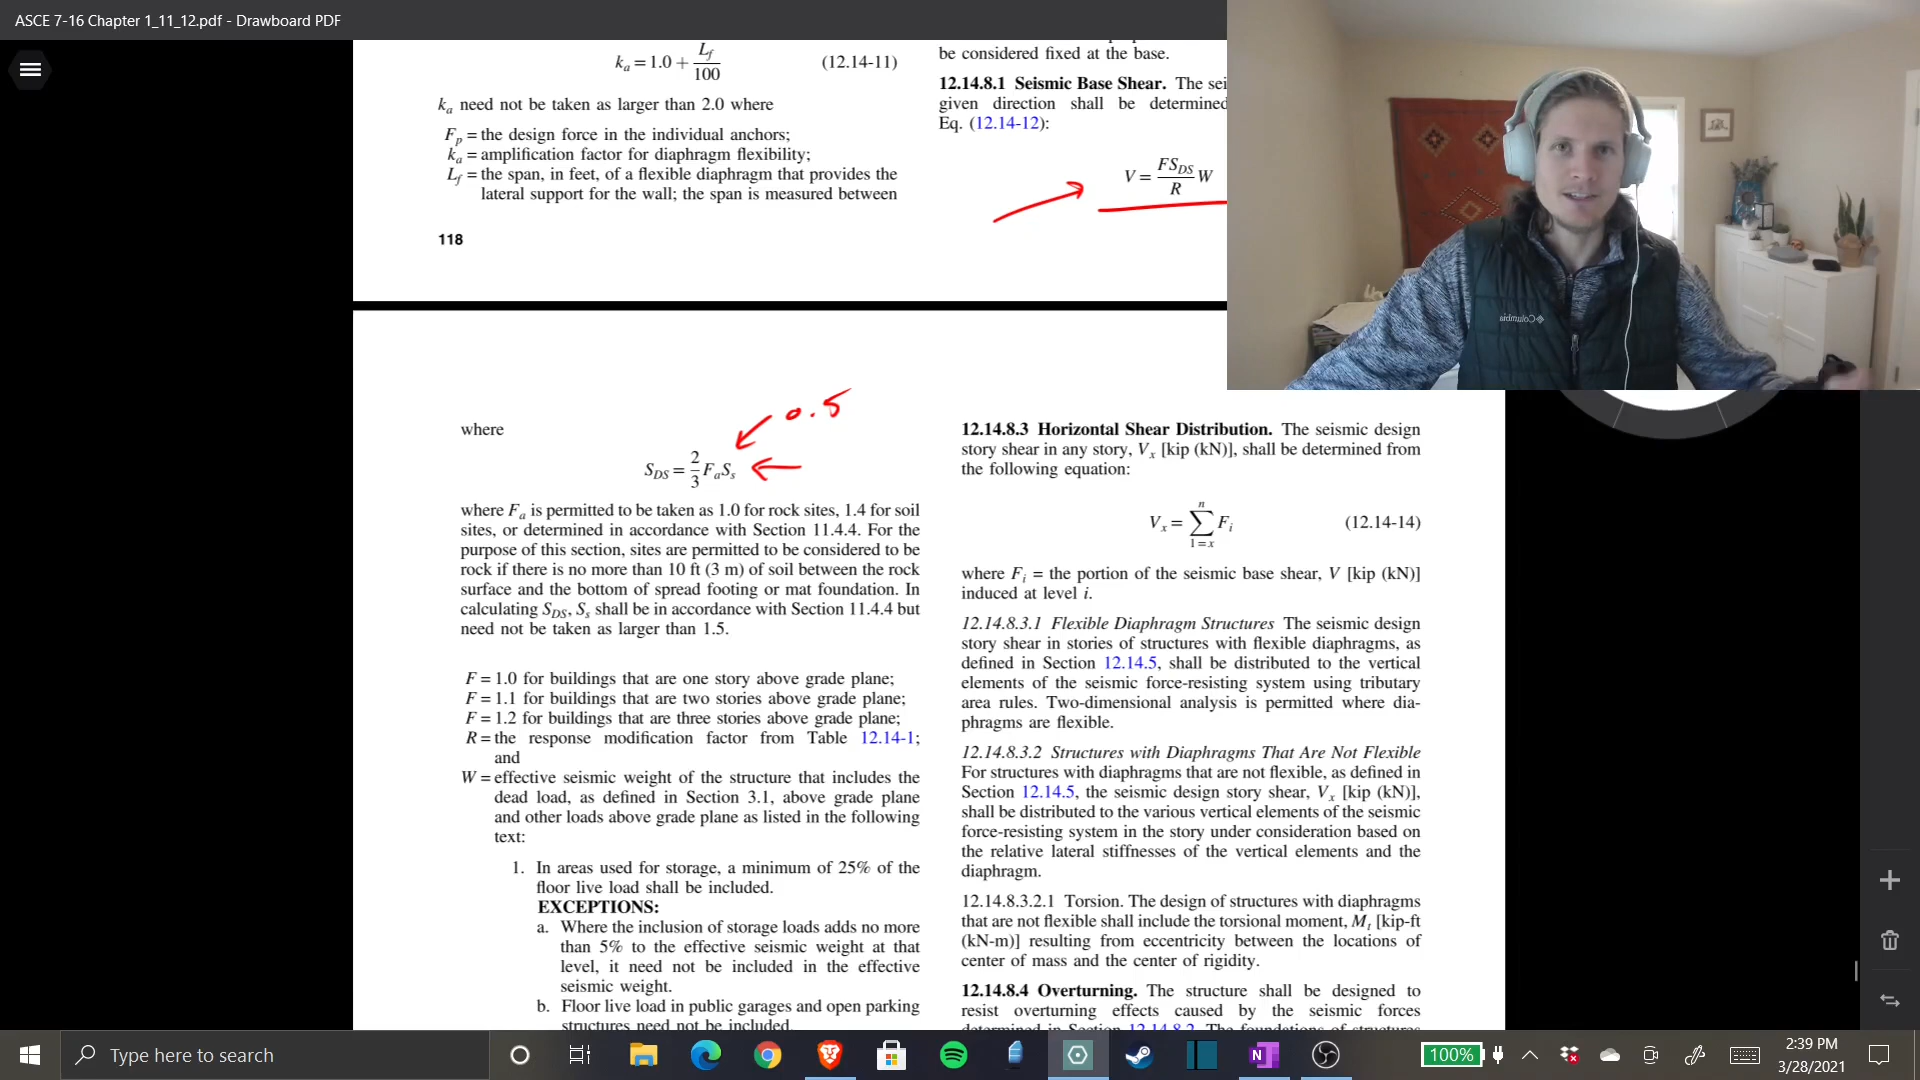 ASCE 7-16 Chapter 1_11_12.pdf - Drawboard PDF
k_a = 1.0 + L_f/100 (12.14-11)
k_a need not be taken as larger than 2.0 where
F_p = the design force in the individual anchors;
k_a = amplification factor for diaphragm flexibility;
L_f = the span, in feet, of a flexible diaphragm that provides the
lateral support for the wall; the span is measured between
118
be considered fixed at the base.
12.14.8.1 Seismic Base Shear. The sei
given direction shall be determined
Eq. (12.14-12):
V = FS_DS/R W
where
0.5
S_DS = 2/3 F_a S_s
where F_a is permitted to be taken as 1.0 for rock sites, 1.4 for soil
sites, or determined in accordance with Section 11.4.4. For the
purpose of this section, sites are permitted to be considered to be
rock if there is no more than 10 ft (3 m) of soil between the rock
surface and the bottom of spread footing or mat foundation. In
calculating S_DS, S_s shall be in accordance with Section 11.4.4 but
need not be taken as larger than 1.5.
F = 1.0 for buildings that are one story above grade plane;
F = 1.1 for buildings that are two stories above grade plane;
F = 1.2 for buildings that are three stories above grade plane;
R = the response modification factor from Table 12.14-1;
and
W = effective seismic weight of the structure that includes the
dead load, as defined in Section 3.1, above grade plane
and other loads above grade plane as listed in the following
text:
1. In areas used for storage, a minimum of 25% of the
floor live load shall be included.
EXCEPTIONS:
a. Where the inclusion of storage loads adds no more
than 5% to the effective seismic weight at that
level, it need not be included in the effective
seismic weight.
b. Floor live load in public garages and open parking
structures need not be included.
12.14.8.3 Horizontal Shear Distribution. The seismic design
story shear in any story, V_x [kip (kN)], shall be determined from
the following equation:
V_x = ∑_{1=x}^{n} F_i (12.14-14)
where F_i = the portion of the seismic base shear, V [kip (kN)]
induced at level i.
12.14.8.3.1 Flexible Diaphragm Structures The seismic design
story shear in stories of structures with flexible diaphragms, as
defined in Section 12.14.5, shall be distributed to the vertical
elements of the seismic force-resisting system using tributary
area rules. Two-dimensional analysis is permitted where dia-
phragms are flexible.
12.14.8.3.2 Structures with Diaphragms That Are Not Flexible
For structures with diaphragms that are not flexible, as defined in
Section 12.14.5, the seismic design story shear, V_x [kip (kN)],
shall be distributed to the various vertical elements of the seismic
force-resisting system in the story under consideration based on
the relative lateral stiffnesses of the vertical elements and the
diaphragm.
12.14.8.3.2.1 Torsion. The design of structures with diaphragms
that are not flexible shall include the torsional moment, M_t [kip-ft
(kN-m)] resulting from eccentricity between the locations of
center of mass and the center of rigidity.
12.14.8.4 Overturning. The structure shall be designed to
resist overturning effects caused by the seismic forces
determined in Section 12.14.8.2. The foundations of structures
Columbia
Type here to search
100%
2:39 PM
3/28/2021